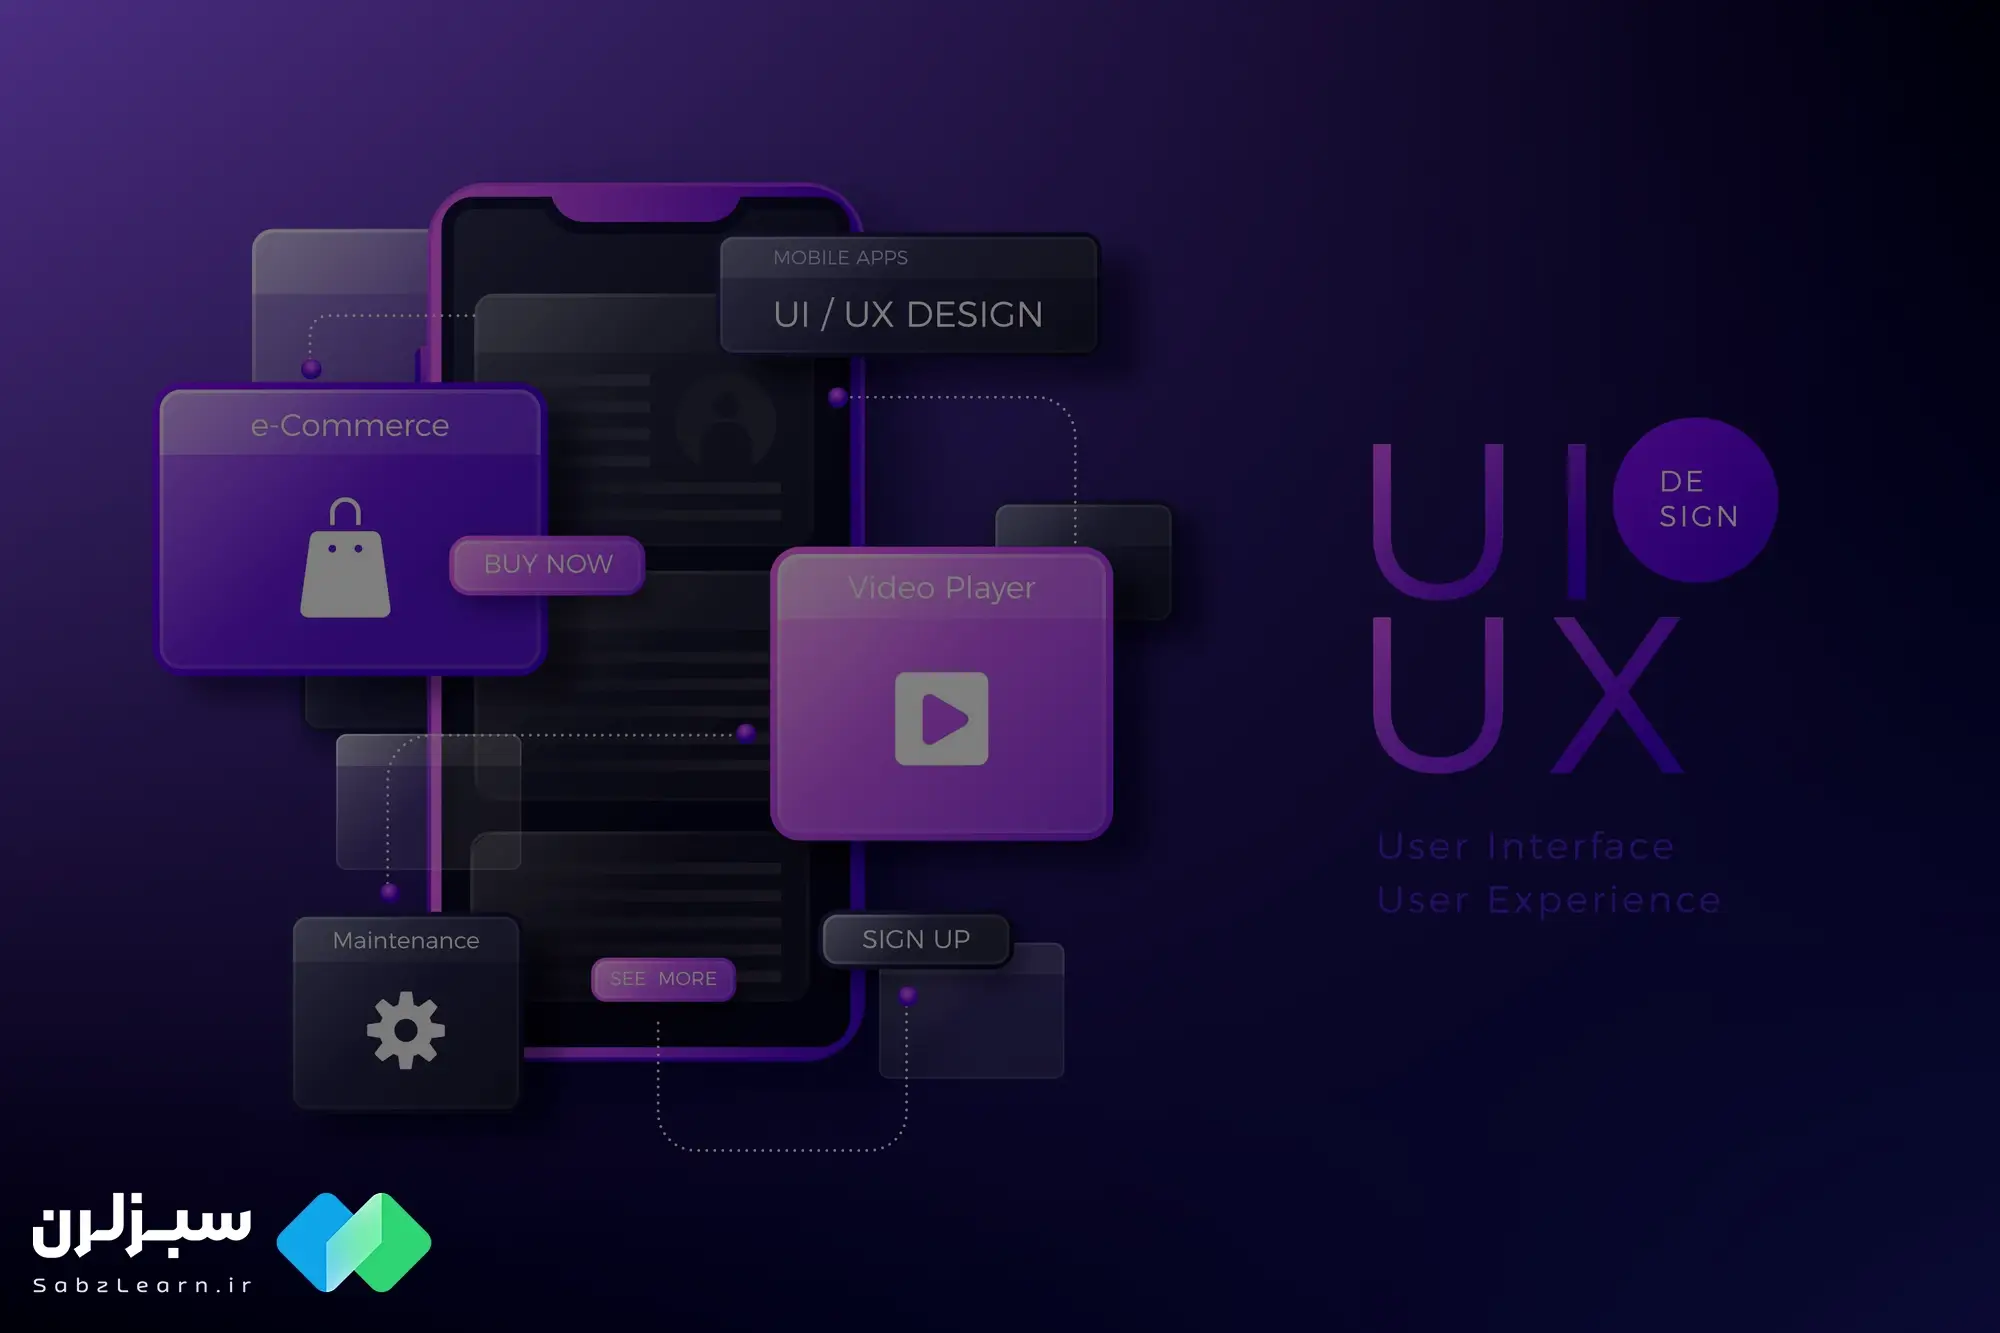 MOBILE APPS
UI / UX DESIGN
e-Commerce
BUY NOW
Video Player
Maintenance
SEE MORE
SIGN UP
UI
DE
SIGN
UX
User Interface
User Experience
سبزلرن
SabzLearn.ir